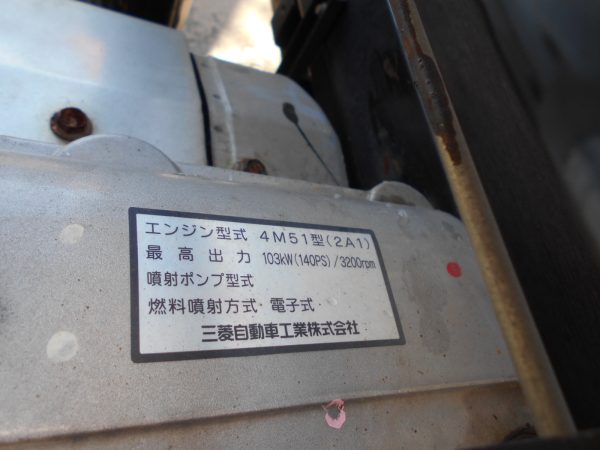 エンジン型式 4M51型(2A1)
最高出力 103kW(140PS)/3200rpm
噴射ポンプ型式
燃料噴射方式 電子式
三菱自動車工業株式会社